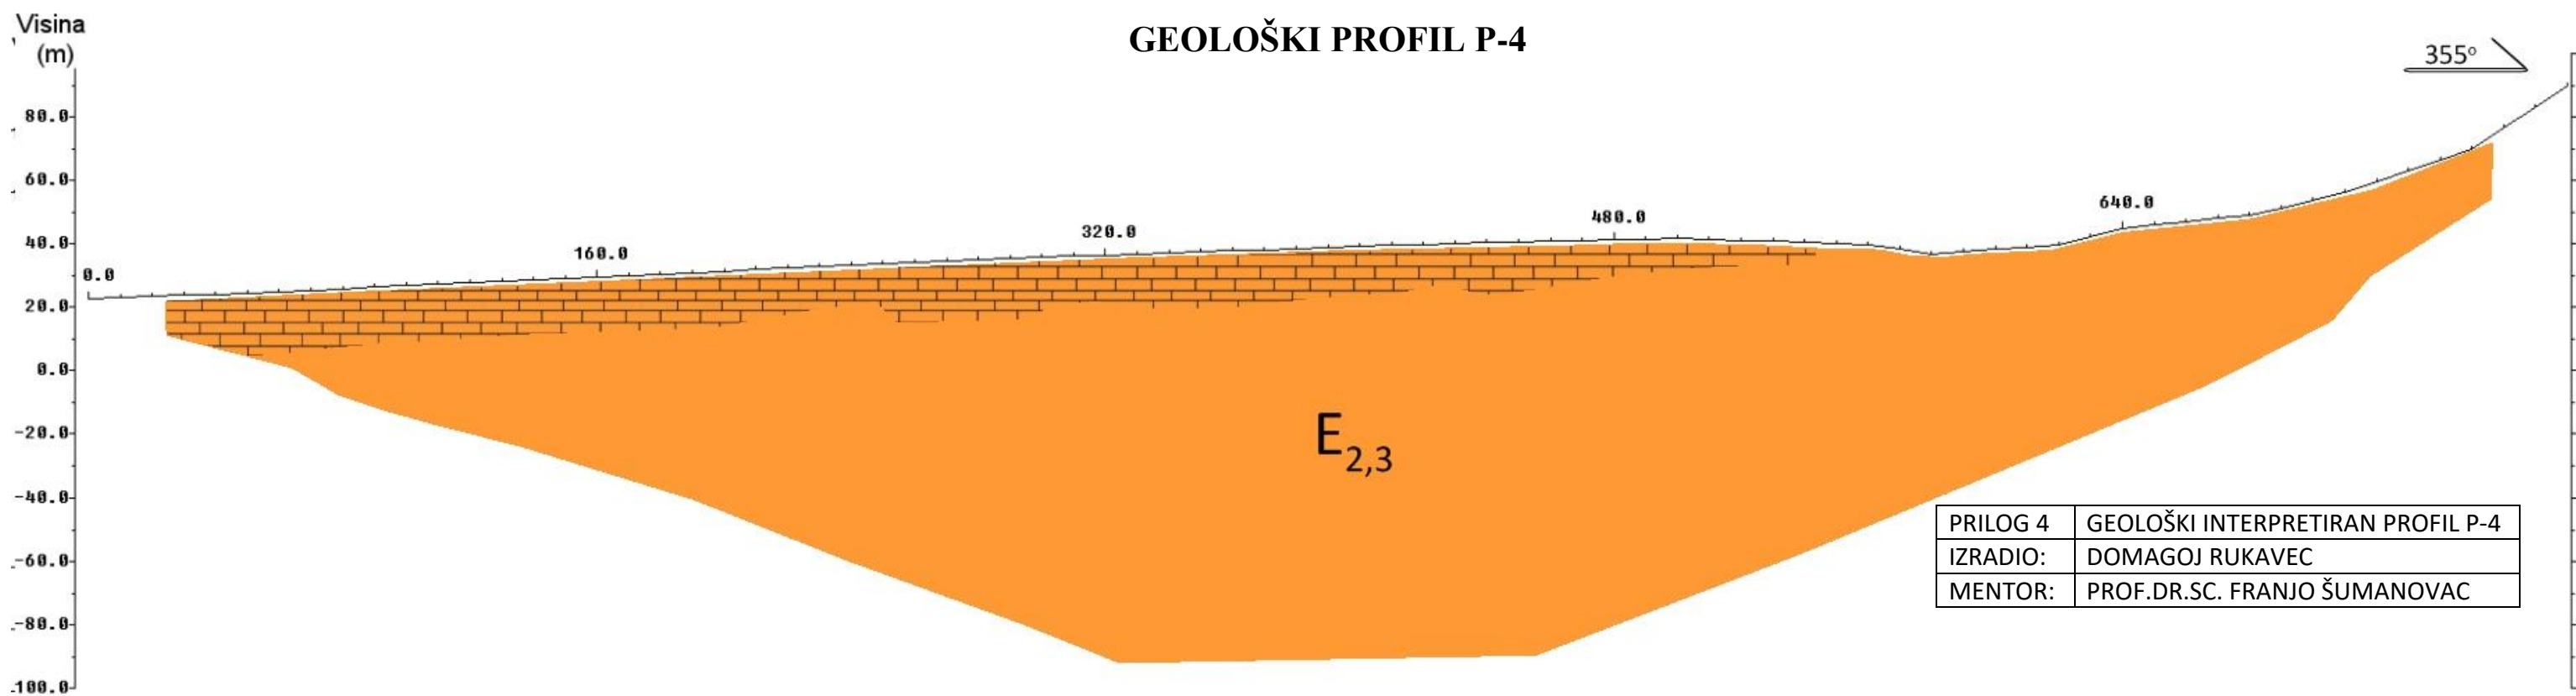 Visina
(m)
GEOLOŠKI PROFIL P-4
355°
80.0
60.0
40.0
20.0
0.0
-20.0
-40.0
-60.0
-80.0
-100.0
0.0
160.0
320.0
480.0
640.0
E2,3
PRILOG 4 GEOLOŠKI INTERPRETIRAN PROFIL P-4
IZRADIO: DOMAGOJ RUKAVEC
MENTOR: PROF.DR.SC. FRANJO ŠUMANOVAC